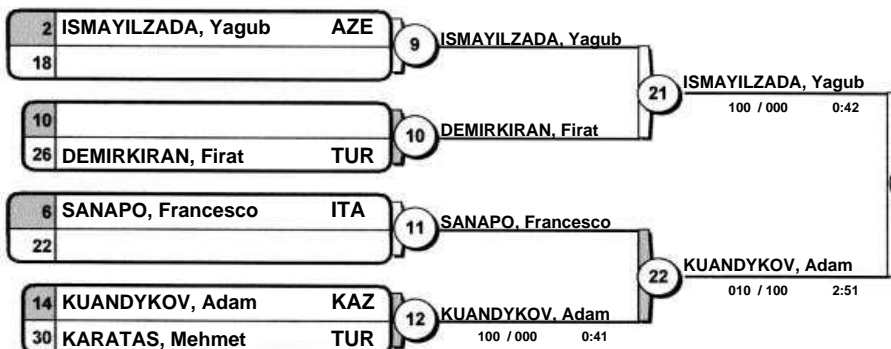 2 ISMAYILZADA, Yagub AZE
18
9
ISMAYILZADA, Yagub
21
ISMAYILZADA, Yagub
100 / 000 0:42
10
10
DEMIRKIRAN, Firat
26 DEMIRKIRAN, Firat TUR
6 SANAPO, Francesco ITA
22
11
SANAPO, Francesco
22
KUANDYKOV, Adam
010 / 100 2:51
14 KUANDYKOV, Adam KAZ
12
KUANDYKOV, Adam
100 / 000 0:41
30 KARATAS, Mehmet TUR